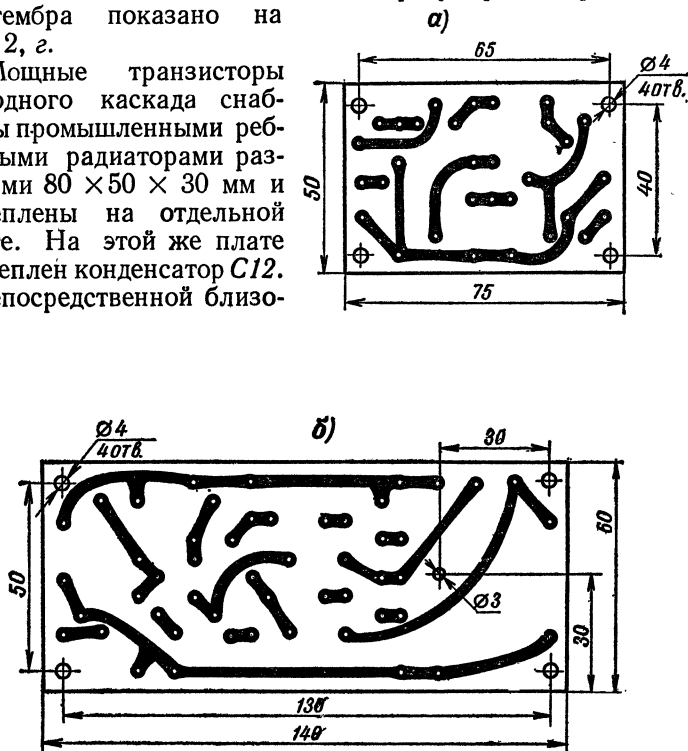 тембра показано на
2, г.
Мощные транзисторы
одного каскада снаб-
ы промышленными реб-
ыми радиаторами раз-
ми 80 ×50 × 30 мм и
еплены на отдельной
е. На этой же плате
еплен конденсатор С12.
епосредственной близо-
а)
65
Ø4
4отв.
50
40
75
б)
Ø4
4отв.
30
50
60
Ø3
30
130
140